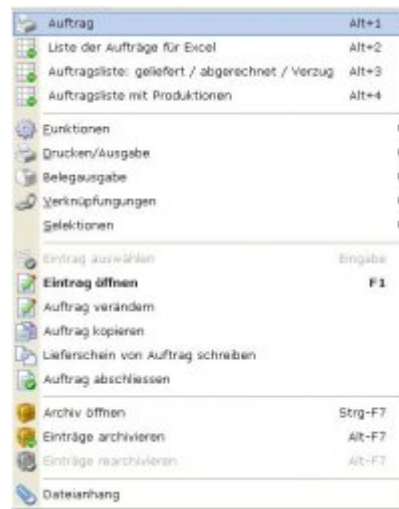 Auftrag Alt+1
Liste der Aufträge für Excel Alt+2
Auftragsliste: geliefert / abgerechnet / Verzug Alt+3
Auftragsliste mit Produktionen Alt+4
Funktionen
Drucken/Ausgabe
Belegausgabe
Verknüpfungungen
Selektionen
Eintrag auswählen Eingabe
Eintrag öffnen F1
Auftrag verändern
Auftrag kopieren
Lieferschein von Auftrag schreiben
Auftrag abschliessen
Archiv öffnen Strg-F7
Einträge archivieren Alt-F7
Einträge rearchivieren Alt-F7
Dateianhang